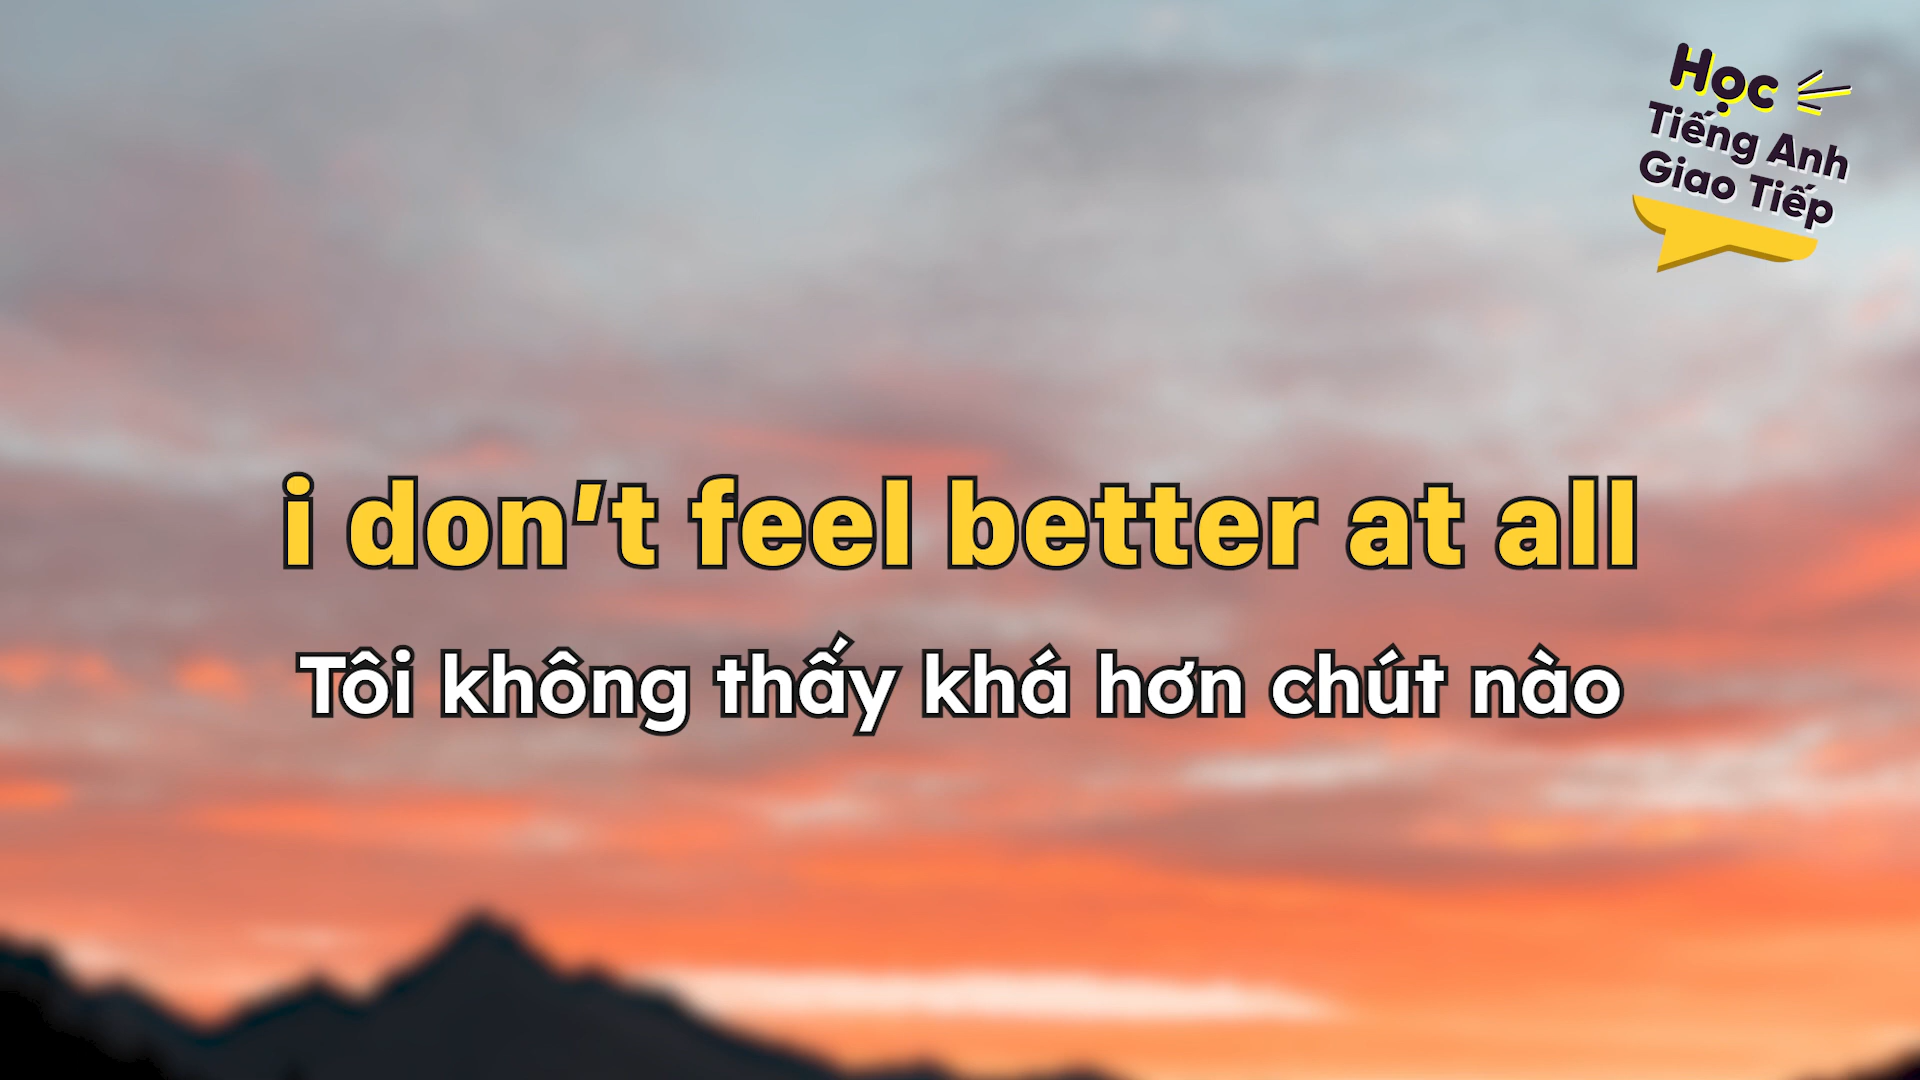 Học
Tiếng Anh
Giao Tiếp
i don’t feel better at all
Tôi không thấy khá hơn chút nào